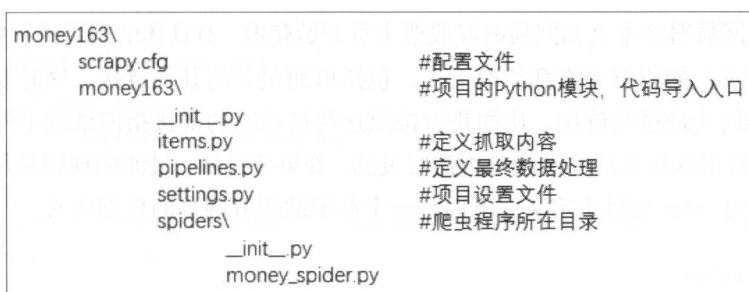 money163\
scrapy.cfg #配置文件
money163\ #项目的Python模块，代码导入入口
__init__.py
items.py #定义抓取内容
pipelines.py #定义最终数据处理
settings.py #项目设置文件
spiders\ #爬虫程序所在目录
__init__.py
money_spider.py